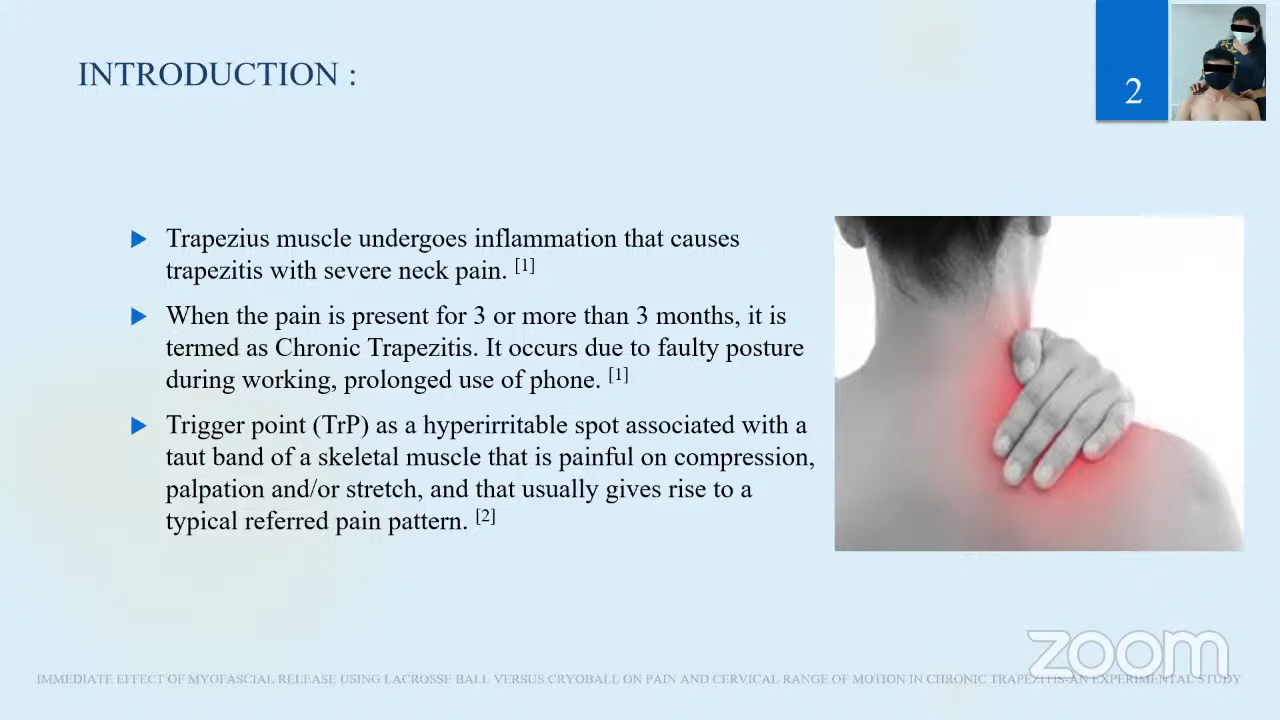 INTRODUCTION :
2
Trapezius muscle undergoes inflammation that causes
trapezitis with severe neck pain. [1]
When the pain is present for 3 or more than 3 months, it is
termed as Chronic Trapezitis. It occurs due to faulty posture
during working, prolonged use of phone. [1]
Trigger point (TrP) as a hyperirritable spot associated with a
taut band of a skeletal muscle that is painful on compression,
palpation and/or stretch, and that usually gives rise to a
typical referred pain pattern. [2]
zoom
IMMEDIATE EFFECT OF MYOFASCIAL RELEASE USING LACROSSE BALL VERSUS CRYOBALL ON PAIN AND CERVICAL RANGE OF MOTION IN CHRONIC TRAPEZITIS-AN EXPERIMENTAL STUDY